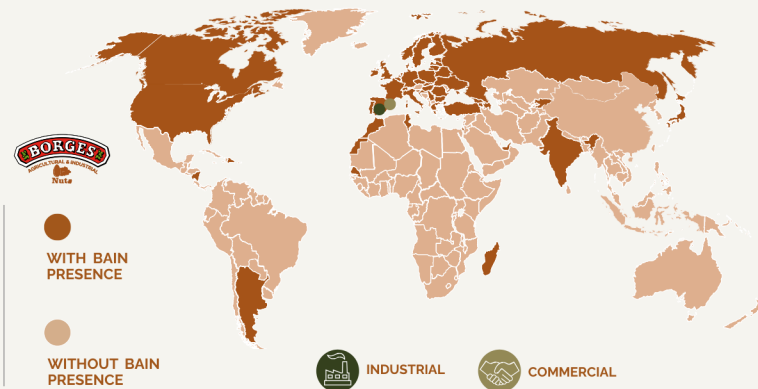 BORGES
AGRICULTURAL & INDUSTRIAL
Nuts
WITH BAIN
PRESENCE
WITHOUT BAIN
PRESENCE
INDUSTRIAL
COMMERCIAL